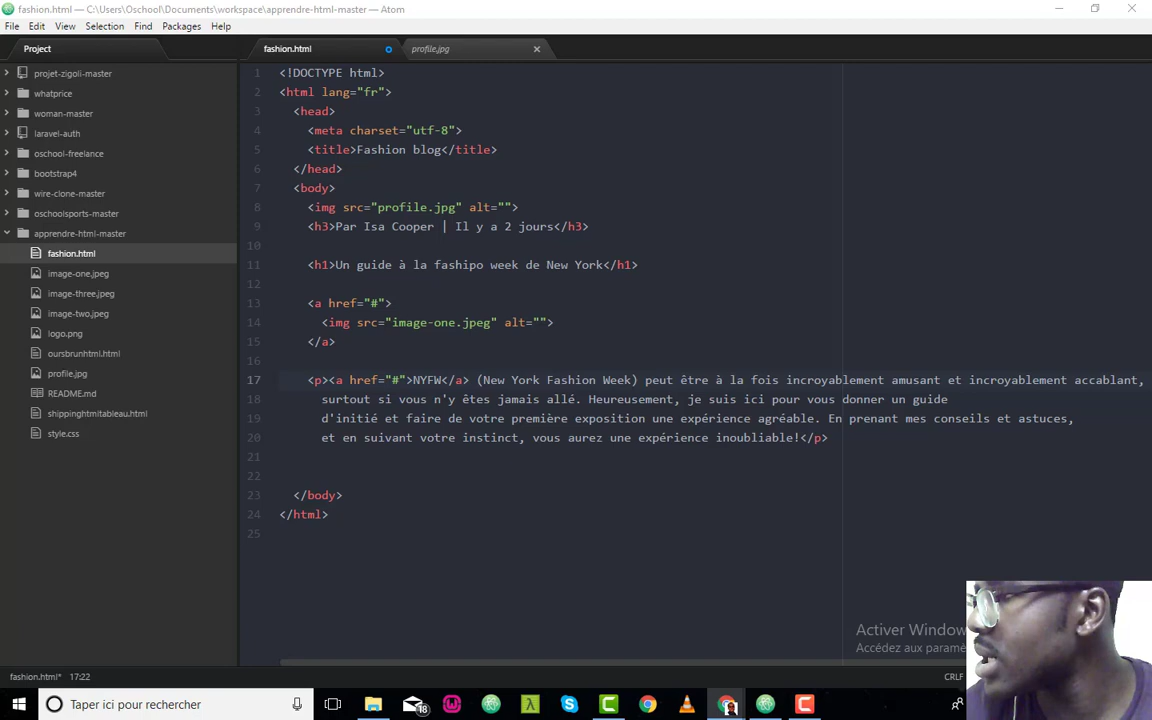 fashion.html — C:\Users\Oschool\Documents\workspace\apprendre-html-master — Atom
File Edit View Selection Find Packages Help
Project
fashion.html
profile.jpg
projet-zigoli-master
whatprice
woman-master
laravel-auth
oschool-freelance
bootstrap4
wire-clone-master
oschoolsports-master
apprendre-html-master
fashion.html
image-one.jpeg
image-three.jpeg
image-two.jpeg
logo.png
oursbrunhtml.html
profile.jpg
README.md
shippinghtmltableau.html
style.css
1 <!DOCTYPE html>
2 <html lang="fr">
3 <head>
4 <meta charset="utf-8">
5 <title>Fashion blog</title>
6 </head>
7 <body>
8 <img src="profile.jpg" alt="">
9 <h3>Par Isa Cooper | Il y a 2 jours</h3>
10
11 <h1>Un guide à la fashipo week de New York</h1>
12
13 <a href="#">
14 <img src="image-one.jpeg" alt="">
15 </a>
16
17 <p><a href="#">NYFW</a> (New York Fashion Week) peut être à la fois incroyablement amusant et incroyablement accablant,
18 surtout si vous n'y êtes jamais allé. Heureusement, je suis ici pour vous donner un guide
19 d'initié et faire de votre première exposition une expérience agréable. En prenant mes conseils et astuces,
20 et en suivant votre instinct, vous aurez une expérience inoubliable!</p>
21
22
23 </body>
24 </html>
25
Activer Window
Accédez aux paramè
fashion.html* 17:22
CRLF
Taper ici pour rechercher
18